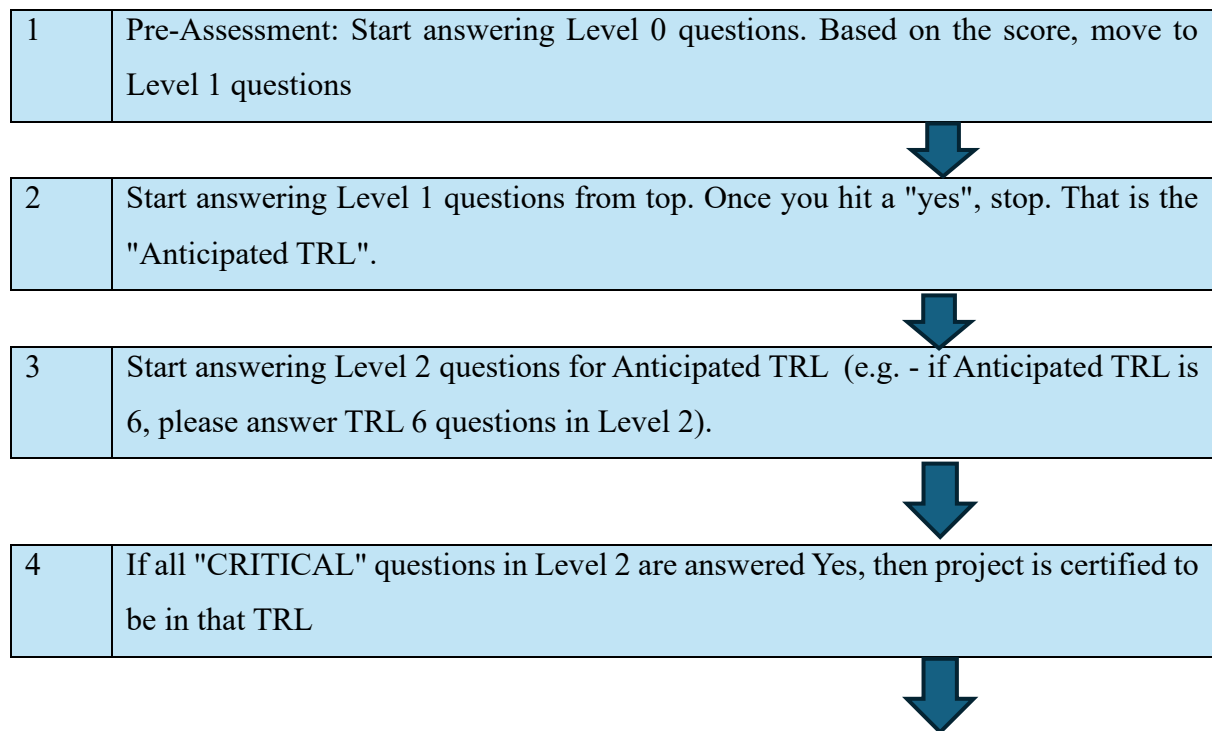 1 Pre-Assessment: Start answering Level 0 questions. Based on the score, move to
Level 1 questions
2 Start answering Level 1 questions from top. Once you hit a "yes", stop. That is the
"Anticipated TRL".
3 Start answering Level 2 questions for Anticipated TRL (e.g. - if Anticipated TRL is
6, please answer TRL 6 questions in Level 2).
4 If all "CRITICAL" questions in Level 2 are answered Yes, then project is certified to
be in that TRL